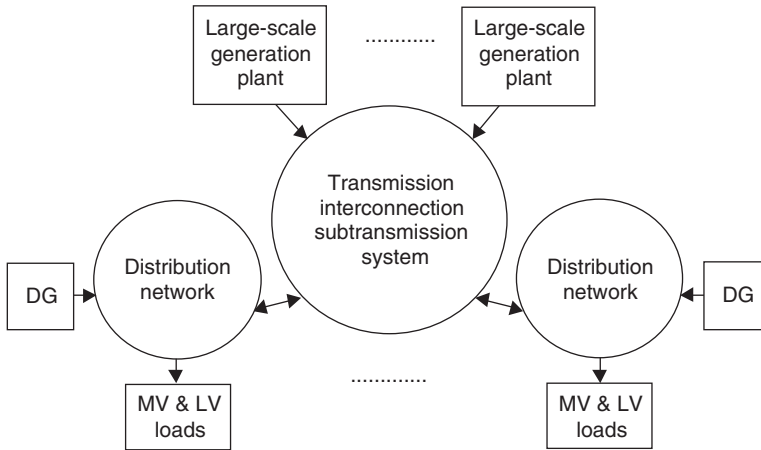 Large-scale
generation
plant
............
Large-scale
generation
plant
Transmission
interconnection
subtransmission
system
DG
Distribution
network
Distribution
network
DG
MV & LV
loads
.............
MV & LV
loads